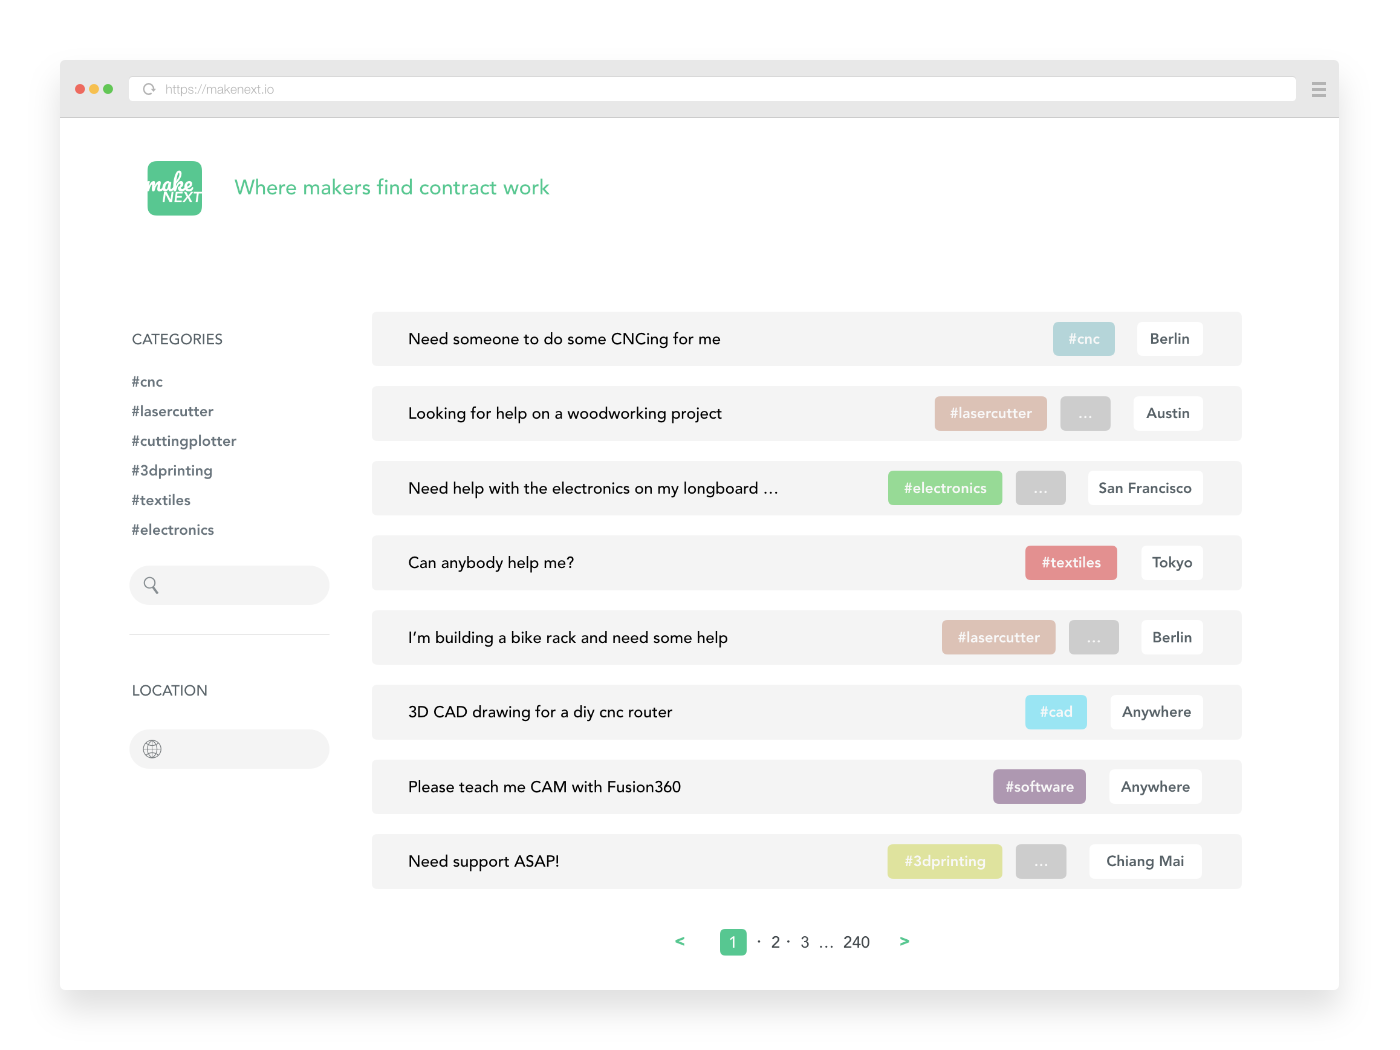 https://makenext.io
make
NEXT
Where makers find contract work
CATEGORIES
#cnc
#lasercutter
#cuttingplotter
#3dprinting
#textiles
#electronics
LOCATION
Need someone to do some CNCing for me #cnc Berlin
Looking for help on a woodworking project #lasercutter ... Austin
Need help with the electronics on my longboard ... #electronics ... San Francisco
Can anybody help me? #textiles Tokyo
I’m building a bike rack and need some help #lasercutter ... Berlin
3D CAD drawing for a diy cnc router #cad Anywhere
Please teach me CAM with Fusion360 #software Anywhere
Need support ASAP! #3dprinting ... Chiang Mai
< 1 · 2 · 3 ... 240 >